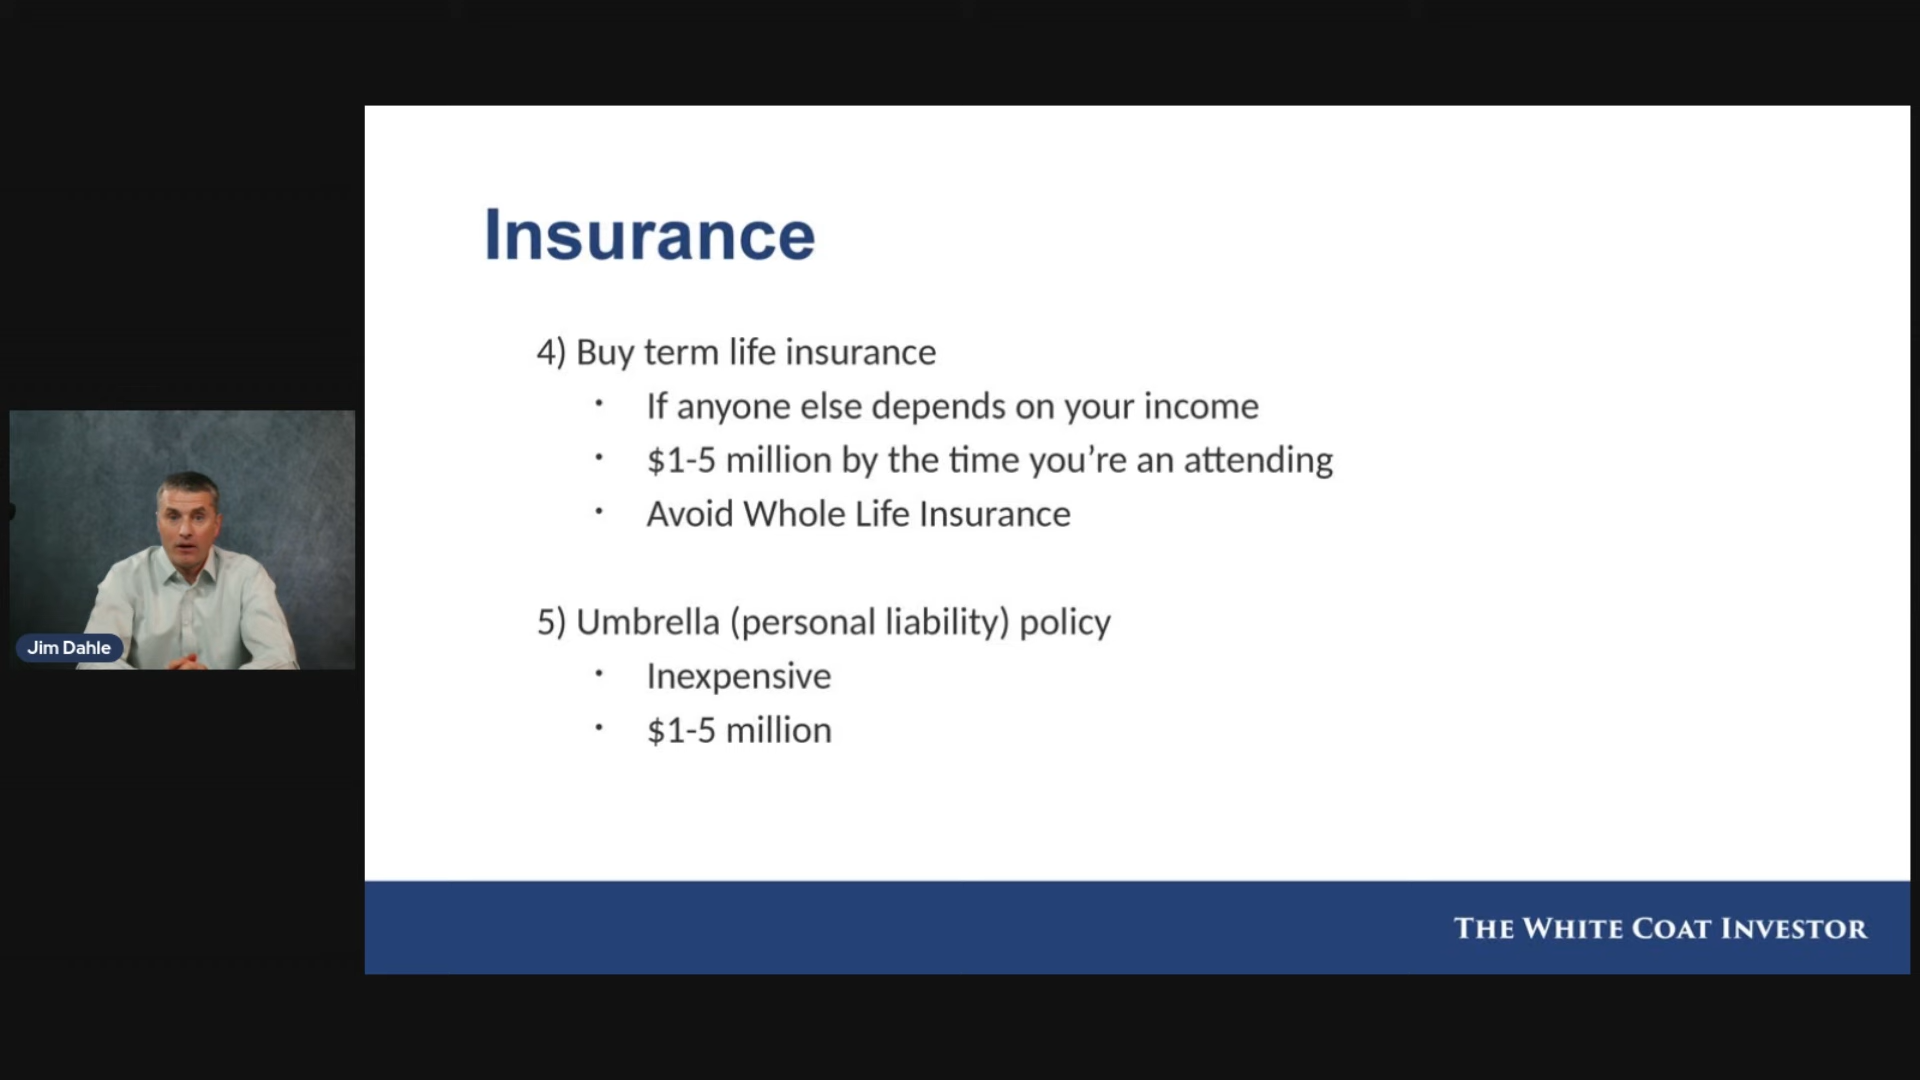 Insurance
4) Buy term life insurance
• If anyone else depends on your income
• $1-5 million by the time you’re an attending
• Avoid Whole Life Insurance
5) Umbrella (personal liability) policy
• Inexpensive
• $1-5 million
Jim Dahle
THE WHITE COAT INVESTOR